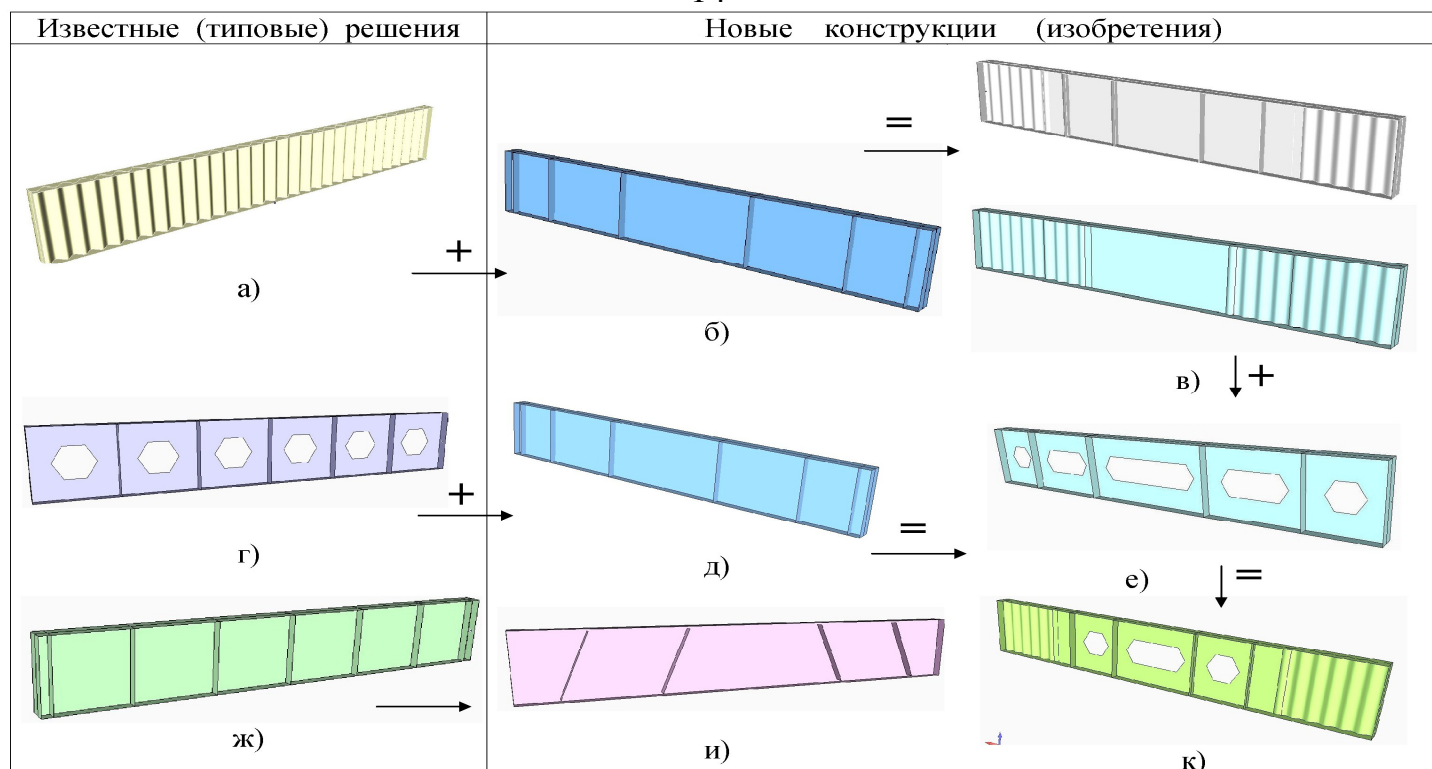 Известные (типовые) решения
Новые конструкции (изобретения)
=
+
а)
б)
в)
+
г)
+
=
д)
е)
=
ж)
и)
к)